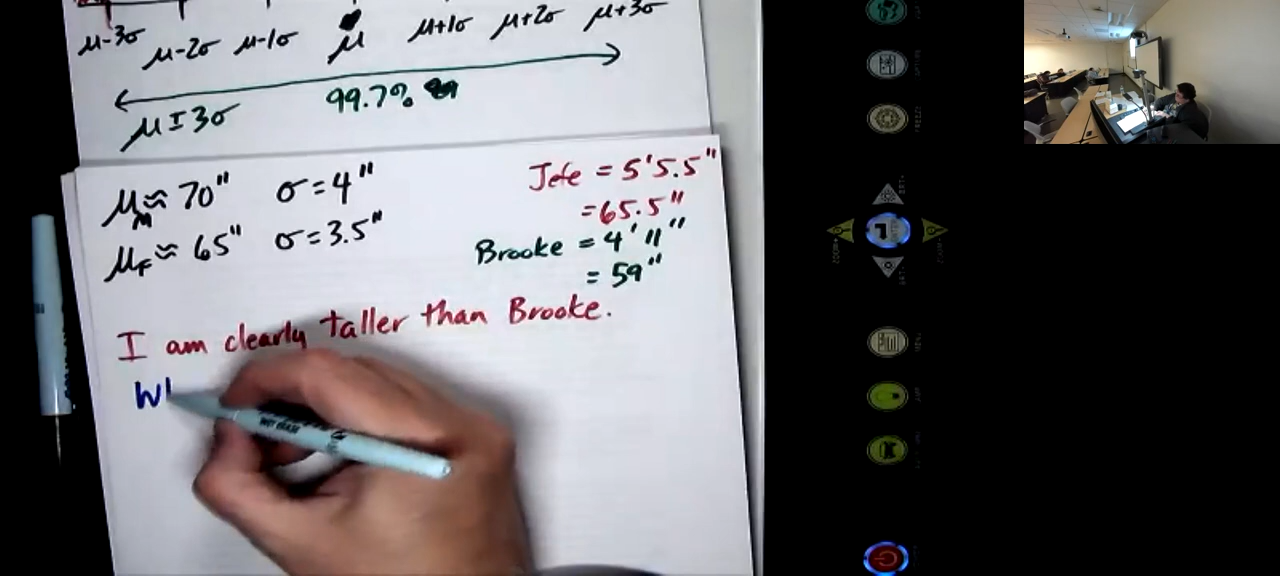 μ-3σ μ-2σ μ-1σ μ μ+1σ μ+2σ μ+3σ
μ±3σ 99.7%
μM≈70" σ=4"
μF≈65" σ=3.5"
Jefe = 5'5.5"
=65.5"
Brooke = 4'11"
= 59"
I am clearly taller than Brooke.
Wh